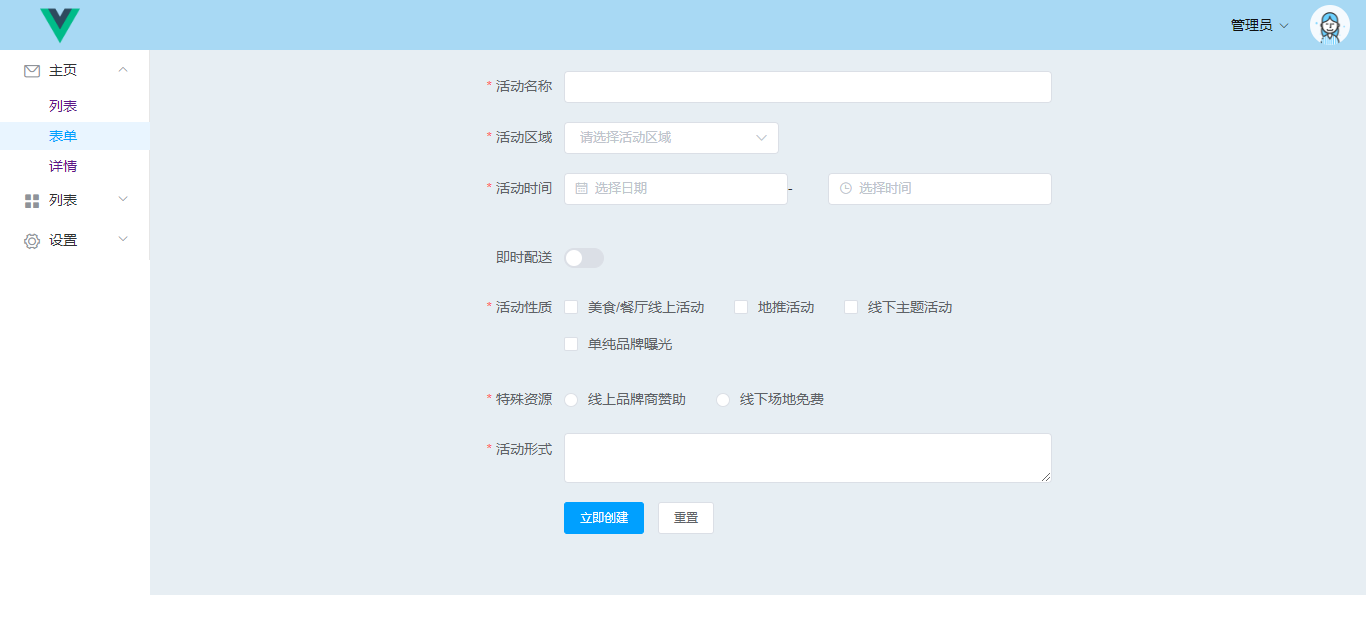 管理员
主页
列表
表单
详情
列表
设置
* 活动名称
* 活动区域 请选择活动区域
* 活动时间 选择日期 - 选择时间
即时配送
* 活动性质 美食/餐厅线上活动 地推活动 线下主题活动
单纯品牌曝光
* 特殊资源 线上品牌商赞助 线下场地免费
* 活动形式
立即创建 重置